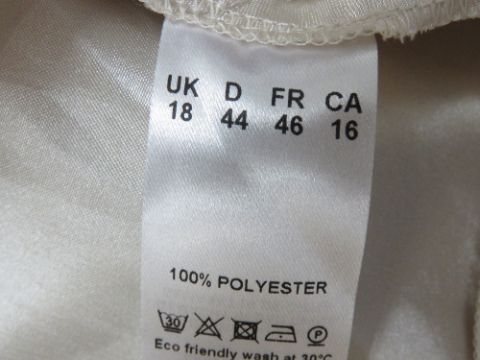 UK D FR CA
18 44 46 16
100% POLYESTER
30 P
Eco friendly wash at 30°C